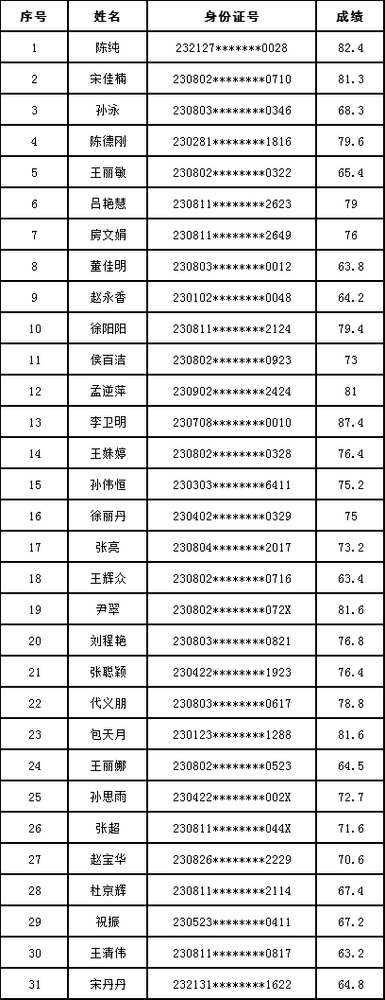 序号 姓名 身份证号 成绩
1 陈纯 232127*******0028 82.4
2 宋佳楠 230802********0710 81.3
3 孙泳 230803********0346 68.3
4 陈德刚 230281********1816 79.6
5 王丽敏 230802********0322 65.4
6 吕艳慧 230811********2623 79
7 房文娟 230811********2649 76
8 董佳明 230803********0012 63.8
9 赵永香 230102********0048 64.2
10 徐阳阳 230811********2124 79.4
11 侯百洁 230802********0923 73
12 孟逆萍 230902********2424 81
13 李卫明 230708********0010 87.4
14 王姝婷 230802********0328 76.4
15 孙伟恒 230303********6411 75.2
16 徐丽丹 230402********0329 75
17 张亮 230804********2017 73.2
18 王辉众 230802********0716 63.4
19 尹翠 230802********072X 81.6
20 刘程艳 230803********0821 76.8
21 张聪颖 230422********1923 76.4
22 代义朋 230803********0617 78.8
23 包天月 230123********1288 81.6
24 王丽娜 230802********0523 64.5
25 孙思雨 230422********002X 72.7
26 张超 230811********044X 71.6
27 赵宝华 230826********2229 70.6
28 杜京辉 230811********2114 67.4
29 祝振 230523********0411 67.2
30 王清伟 230811********0817 63.2
31 宋丹丹 232131********1622 64.8